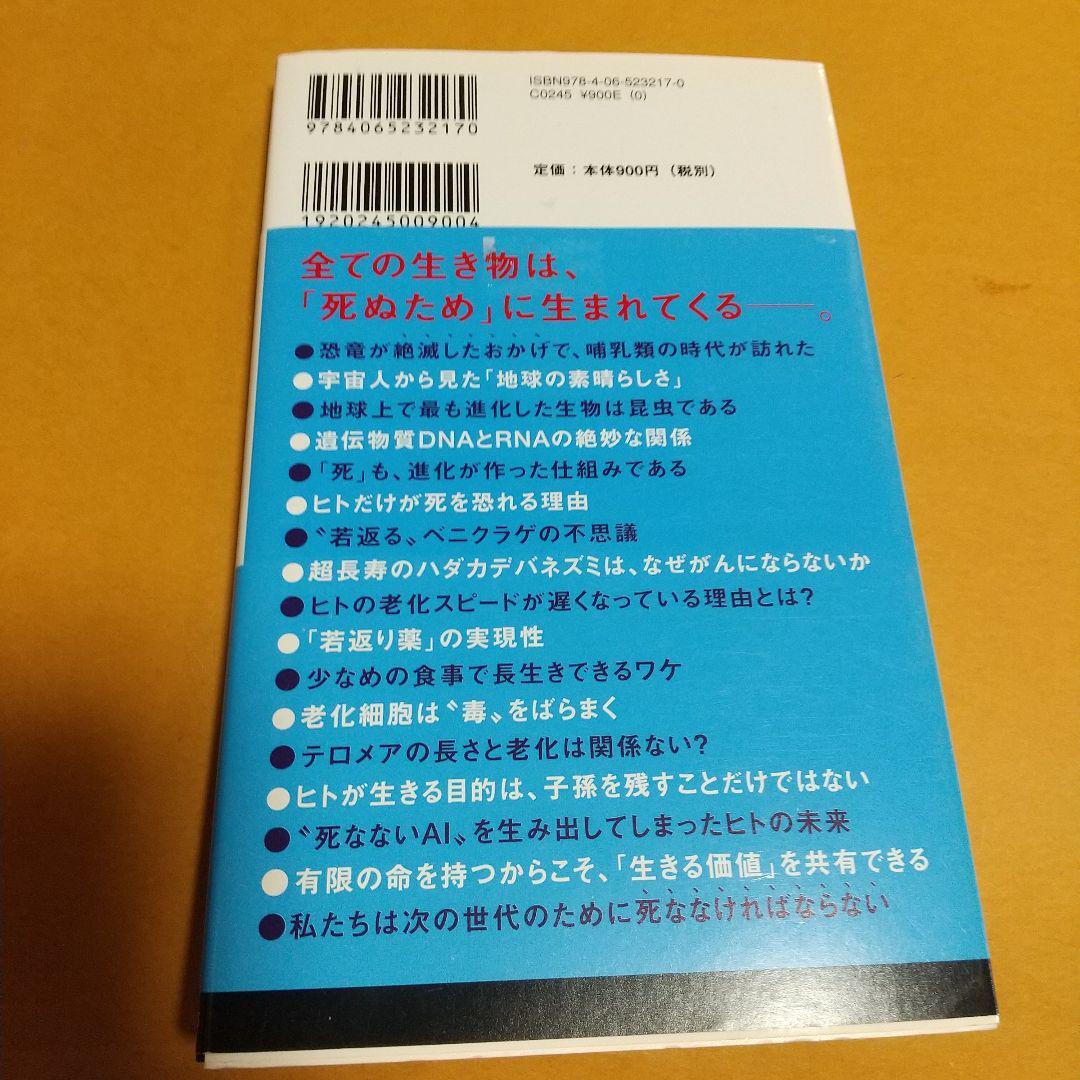 ISBN978-4-06-523217-0
C0245 ¥900E (0)
9784065232170
定価：本体900円（税別）
1920245009004
全ての生き物は、
「死ぬため」に生まれてくる――。
●恐竜が絶滅したおかげで、哺乳類の時代が訪れた
●宇宙人から見た「地球の素晴らしさ」
●地球上で最も進化した生物は昆虫である
●遺伝物質DNAとRNAの絶妙な関係
●「死」も、進化が作った仕組みである
●ヒトだけが死を恐れる理由
●〝若返る〟ベニクラゲの不思議
●超長寿のハダカデバネズミは、なぜがんにならないか
●ヒトの老化スピードが遅くなっている理由とは？
●「若返り薬」の実現性
●少なめの食事で長生きできるワケ
●老化細胞は〝毒〟をばらまく
●テロメアの長さと老化は関係ない？
●ヒトが生きる目的は、子孫を残すことだけではない
●〝死なないAI〟を生み出してしまったヒトの未来
●有限の命を持つからこそ、「生きる価値」を共有できる
●私たちは次の世代のために死ななければならない